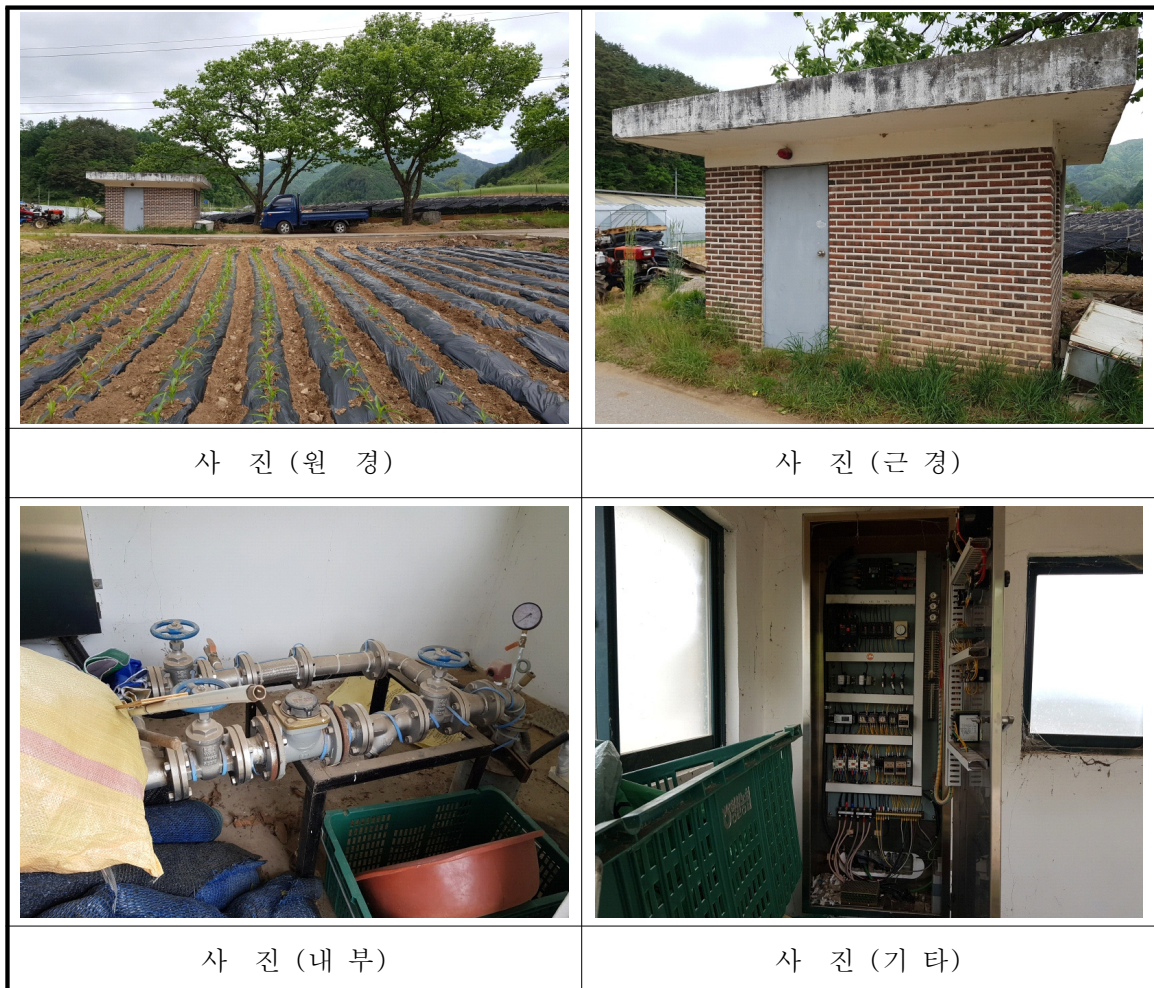 사 진 (원 경)
사 진 (근 경)
사 진 (내 부)
사 진 (기 타)